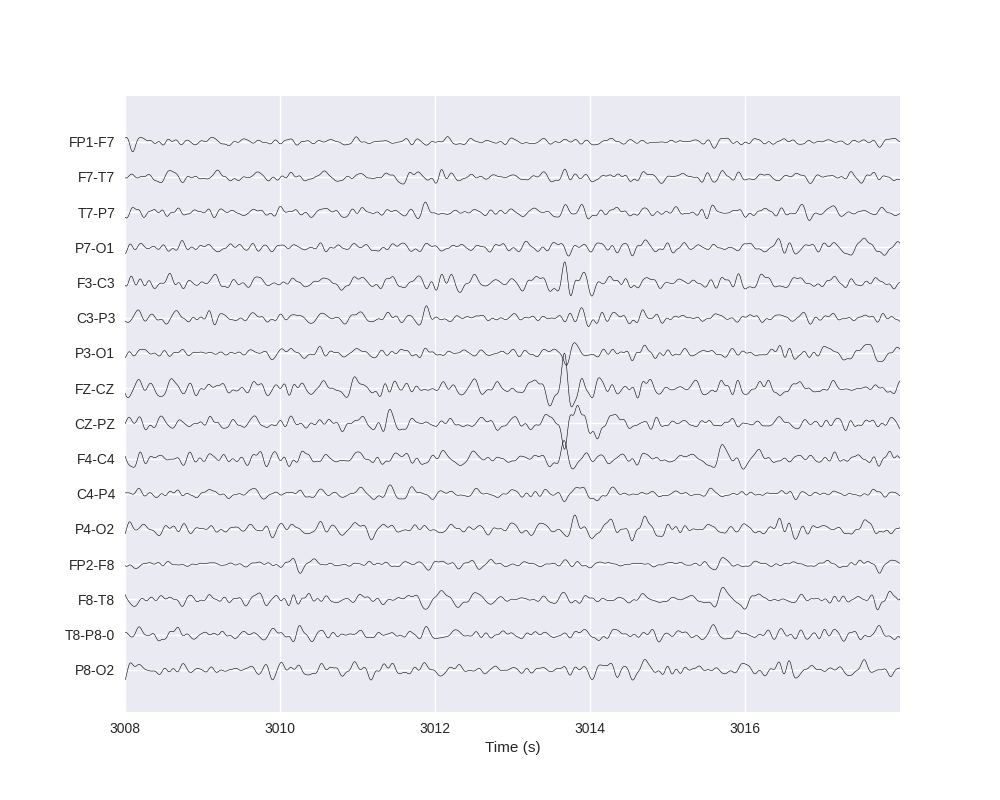 FP1-F7
F7-T7
T7-P7
P7-O1
F3-C3
C3-P3
P3-O1
FZ-CZ
CZ-PZ
F4-C4
C4-P4
P4-O2
FP2-F8
F8-T8
T8-P8-0
P8-O2
3008 3010 3012 3014 3016
Time (s)